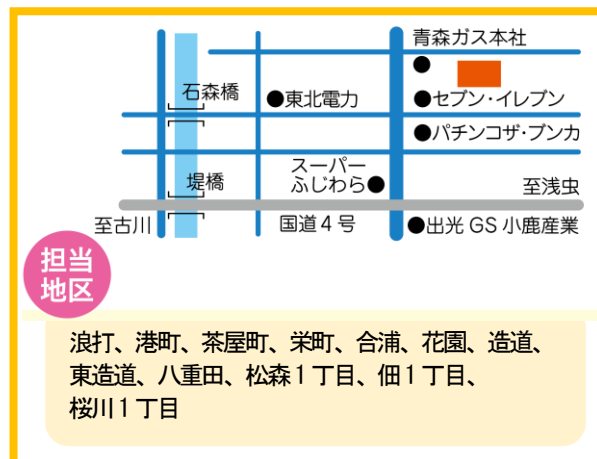 青森ガス本社
石森橋
●東北電力
●セブン・イレブン
●パチンコザ・ブンカ
スーパー
ふじわら●
堤橋
至浅虫
至古川
国道4号
●出光 GS 小鹿産業
担当
地区
浪打、港町、茶屋町、栄町、合浦、花園、造道、
東造道、八重田、松森1丁目、佃1丁目、
桜川1丁目